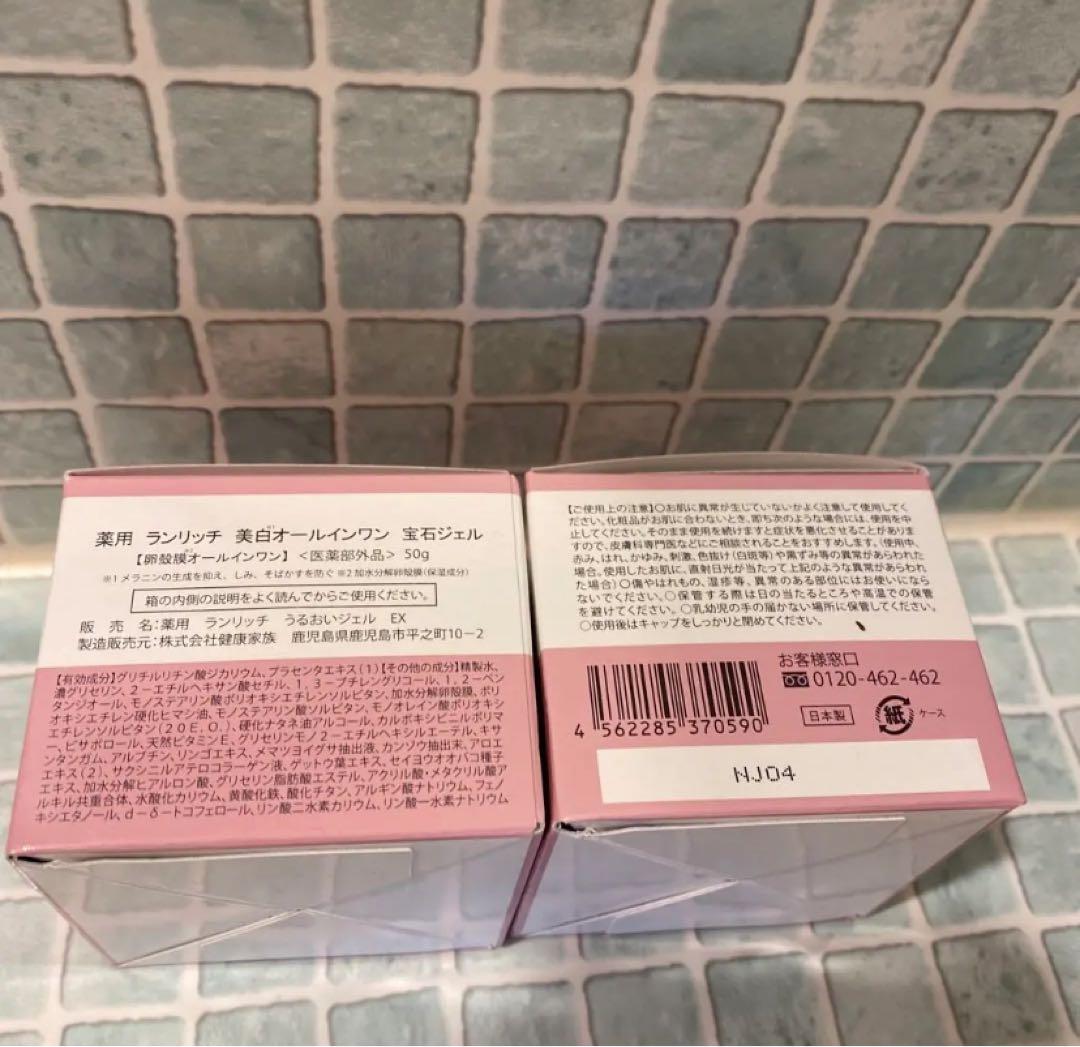 薬用 ランリッチ 美白オールインワン 宝石ジェル
※1
【卵殻膜オールインワン】<医薬部外品> 50g
※2
※1 メラニンの生成を抑え、しみ、そばかすを防ぐ ※2 加水分解卵殻膜(保湿成分)
箱の内側の説明をよく読んでからご使用ください。
販 売 名:薬用 ランリッチ うるおいジェル EX
製造販売元:株式会社健康家族 鹿児島県鹿児島市平之町10-2
【有効成分】グリチルリチン酸ジカリウム、プラセンタエキス(1)【その他の成分】精製水、
濃グリセリン、2-エチルヘキサン酸セチル、1,3-ブチレングリコール、1,2-ペン
タンジオール、モノステアリン酸ポリオキシエチレンソルビタン、加水分解卵殻膜、ポリ
オキシエチレン硬化ヒマシ油、モノステアリン酸ソルビタン、モノオレイン酸ポリオキシ
エチレンソルビタン(20E.O.)、硬化ナタネ油アルコール、カルボキシビニルポリマ
ー、ビサボロール、天然ビタミンE、グリセリンモノ2-エチルヘキシルエーテル、キサ
ンタンガム、アルブチン、リンゴエキス、メマツヨイグサ抽出液、カンゾウ抽出末、アロエ
エキス(2)、サクシニルアテロコラーゲン液、ゲットウ葉エキス、セイヨウオオバコ種子
エキス、加水分解ヒアルロン酸、グリセリン脂肪酸エステル、アクリル酸・メタクリル酸ア
ルキル共重合体、水酸化カリウム、黄酸化鉄、酸化チタン、アルギン酸ナトリウム、フェノ
キシエタノール、d-δ-トコフェロール、リン酸二水素カリウム、リン酸一水素ナトリウム
【ご使用上の注意】○お肌に異常が生じていないかよく注意して使用してく
ださい。化粧品がお肌に合わないとき、即ち次のような場合には、使用を中
止してください。そのまま使用を続けますと症状を悪化させることがありま
すので、皮膚科専門医などにご相談されることをおすすめします。(使用中、
赤み、はれ、かゆみ、刺激、色抜け(白斑等)や黒ずみ等の異常があらわれた
場合。使用したお肌に、直射日光が当たって上記のような異常があらわれ
た場合)○傷やはれもの、湿疹等、異常のある部位にはお使いになら
ないでください。○保管する際は日の当たるところや高温での保管
を避けてください。○乳幼児の手の届かない場所に保管してください。
○使用後はキャップをしっかりと閉めてください。
お客様窓口
0120-462-462
4 562285 370590
日本製
紙
ケース
NJ04